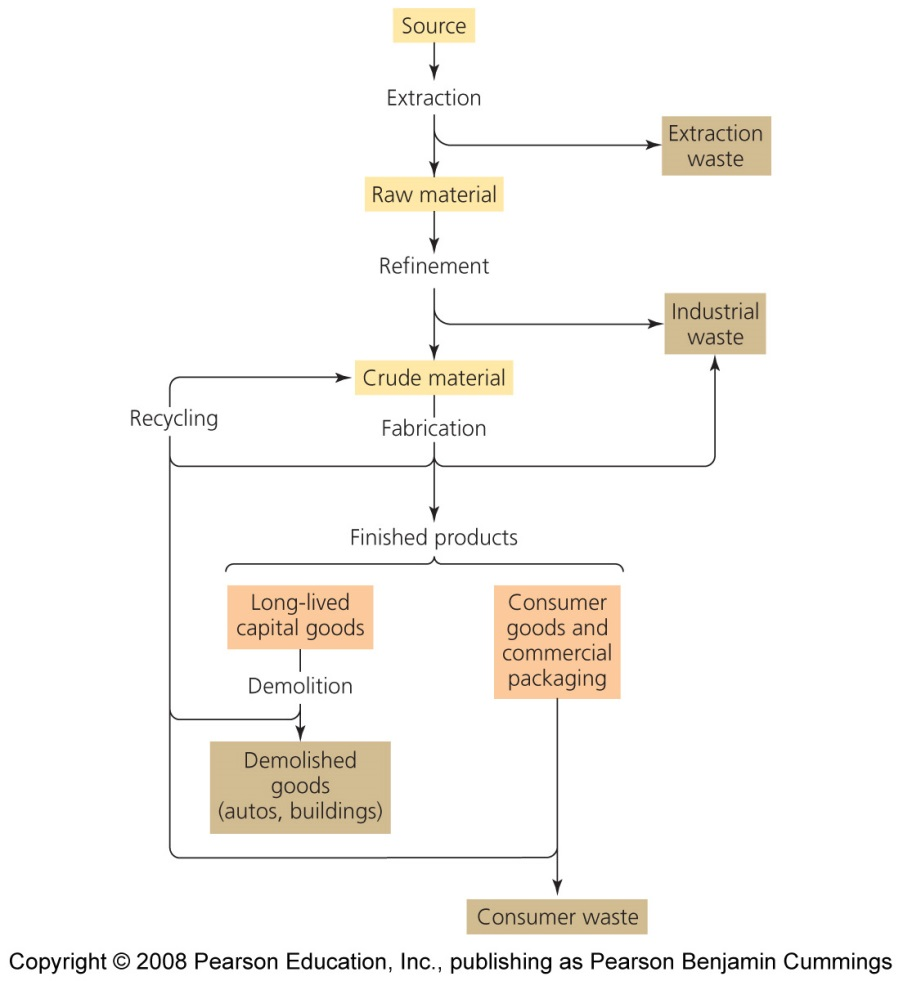 Source
Extraction
Extraction
waste
Raw material
Refinement
Industrial
waste
Crude material
Recycling
Fabrication
Finished products
Long-lived
capital goods
Consumer
goods and
commercial
packaging
Demolition
Demolished
goods
(autos, buildings)
Consumer waste
Copyright © 2008 Pearson Education, Inc., publishing as Pearson Benjamin Cummings